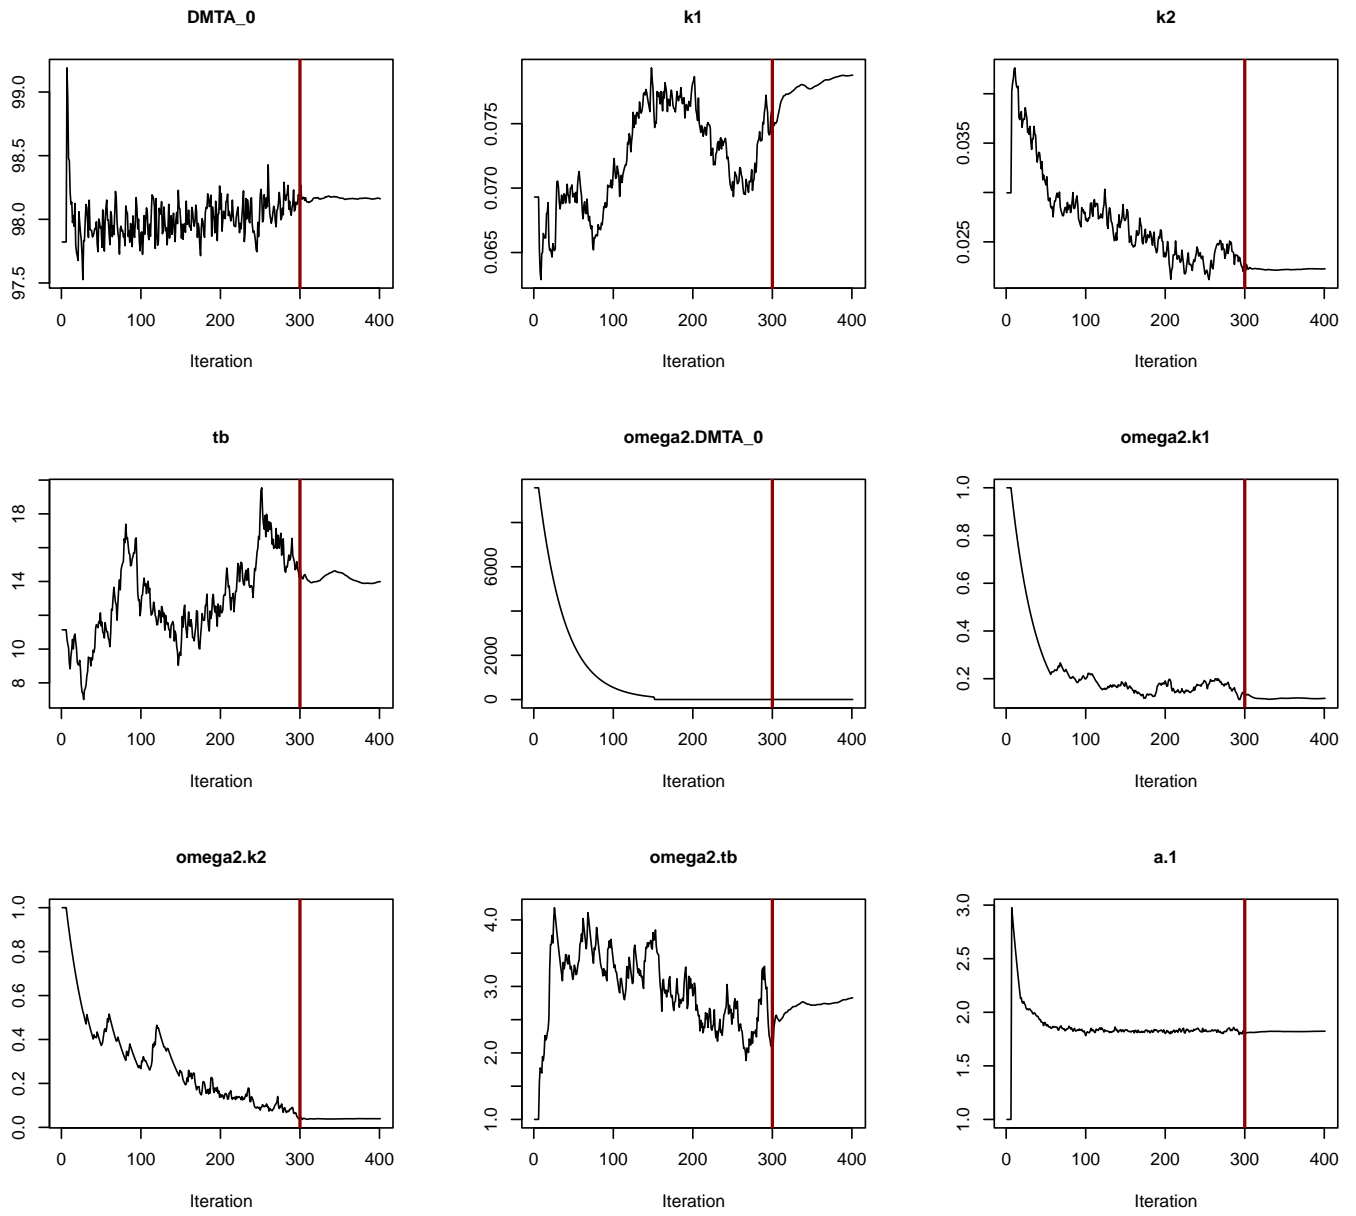 DMTA_0
k1
k2
97.5 98.0 98.5 99.0
0.065 0.070 0.075
0.025 0.035
0 100 200 300 400
0 100 200 300 400
0 100 200 300 400
Iteration
Iteration
Iteration
tb
omega2.DMTA_0
omega2.k1
8 10 14 18
0 2000 6000
0.2 0.4 0.6 0.8 1.0
0 100 200 300 400
0 100 200 300 400
0 100 200 300 400
Iteration
Iteration
Iteration
omega2.k2
omega2.tb
a.1
0.0 0.2 0.4 0.6 0.8 1.0
1.0 2.0 3.0 4.0
1.0 1.5 2.0 2.5 3.0
0 100 200 300 400
0 100 200 300 400
0 100 200 300 400
Iteration
Iteration
Iteration